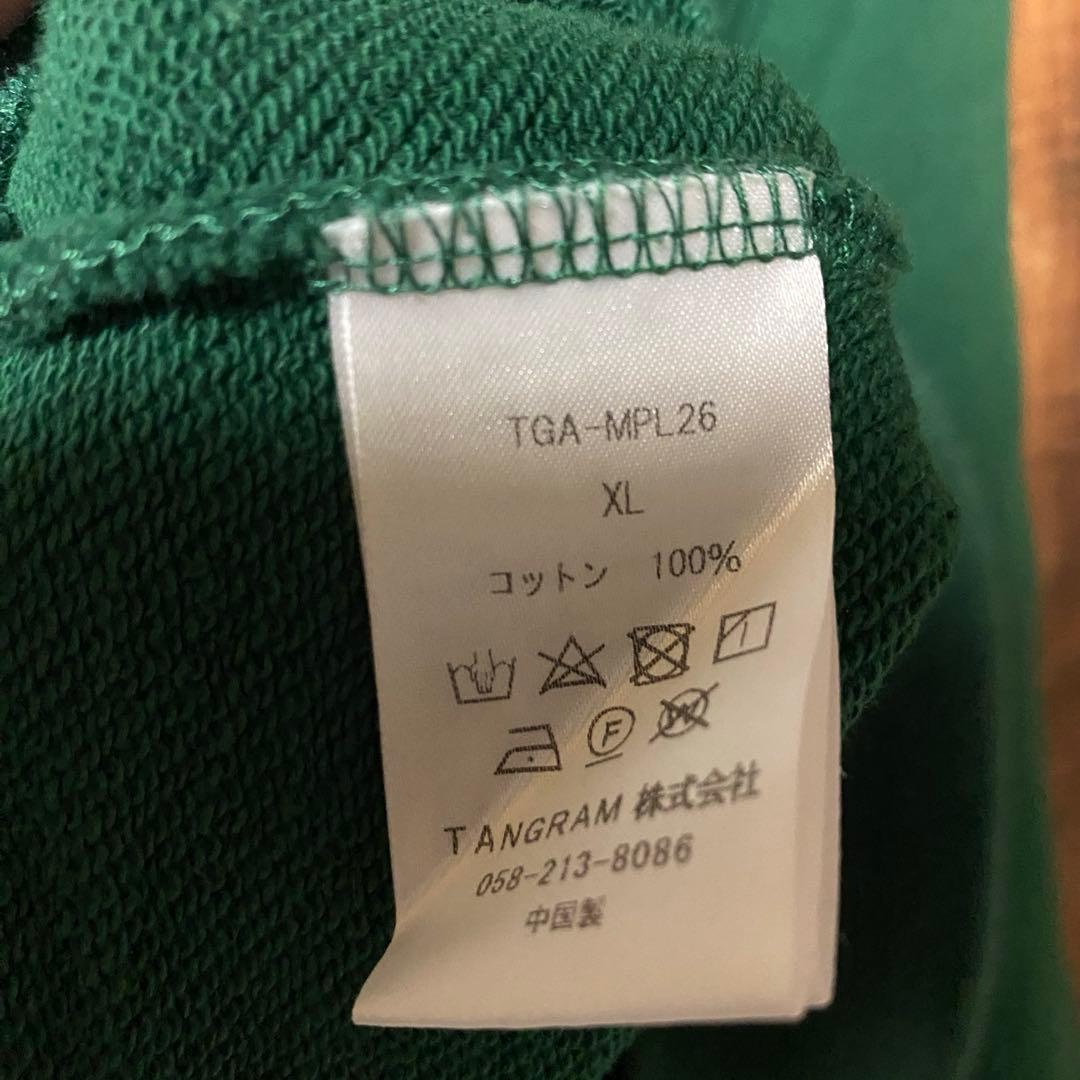 TGA-MPL26
XL
コットン 100%
F
W
TANGRAM 株式会社
058-213-8086
中国製